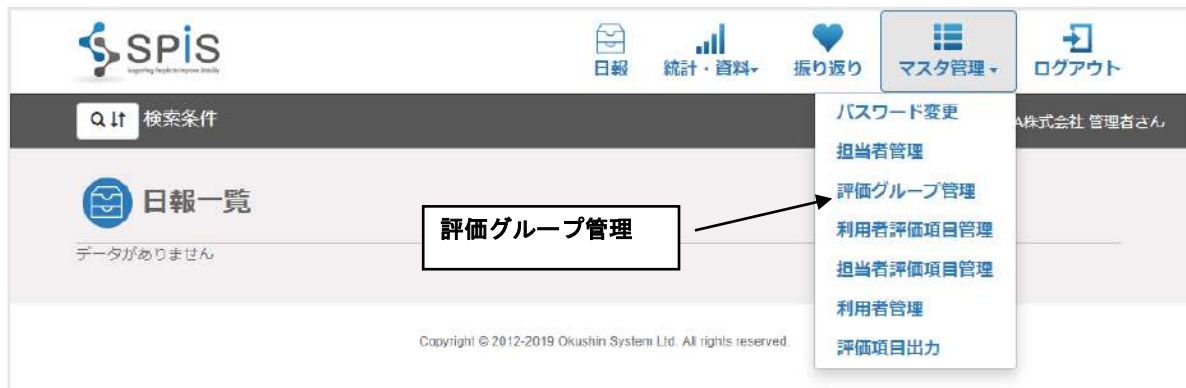 SPiS
Supporting People to Improve Stability
日報
統計・資料
振り返り
マスタ管理
ログアウト
検索条件
A株式会社 管理者さん
パスワード変更
担当者管理
評価グループ管理
利用者評価項目管理
担当者評価項目管理
利用者管理
評価項目出力
日報一覧
評価グループ管理
データがありません
Copyright © 2012-2019 Okushin System Ltd. All rights reserved.